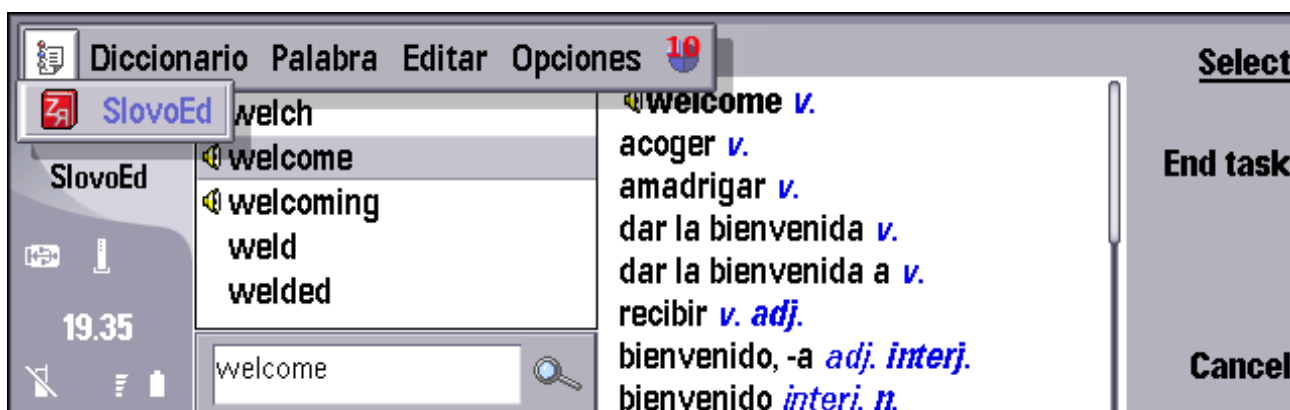 Diccionario Palabra Editar Opciones 10
SlovoEd
SlovoEd
19.35
welch
welcome
welcoming
weld
welded
welcome
welcome v.
acoger v.
amadrigar v.
dar la bienvenida v.
dar la bienvenida a v.
recibir v. adj.
bienvenido, -a adj. interj.
bienvenido interj. n.
Select
End task
Cancel